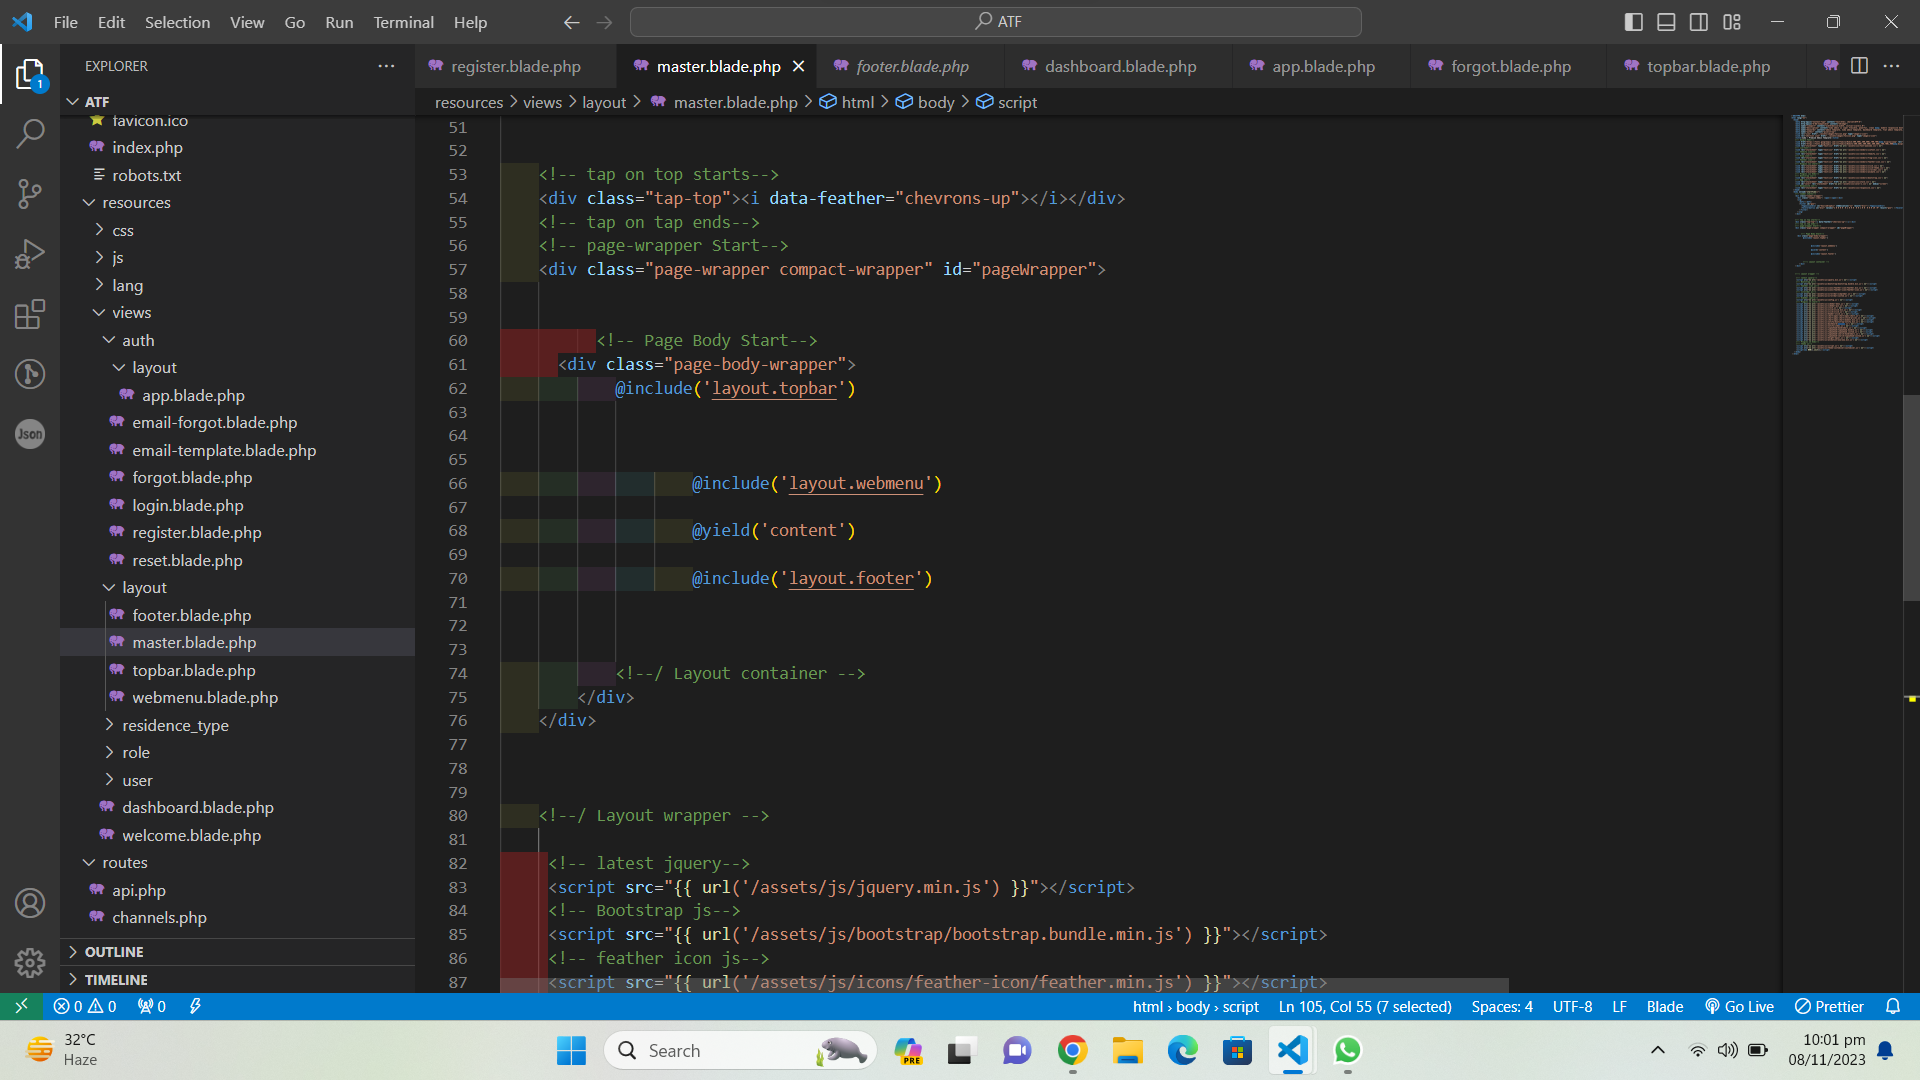 File Edit Selection View Go Run Terminal Help
ATF
EXPLORER
register.blade.php
master.blade.php
footer.blade.php
dashboard.blade.php
app.blade.php
forgot.blade.php
topbar.blade.php
resources > views > layout > master.blade.php > html > body > script
1
ATF
favicon.ico
index.php
robots.txt
resources
css
js
lang
views
auth
layout
app.blade.php
email-forgot.blade.php
email-template.blade.php
forgot.blade.php
login.blade.php
register.blade.php
reset.blade.php
layout
footer.blade.php
master.blade.php
topbar.blade.php
webmenu.blade.php
residence_type
role
user
dashboard.blade.php
welcome.blade.php
routes
api.php
channels.php
OUTLINE
TIMELINE
Json
51
52
53 <!-- tap on top starts-->
54 <div class="tap-top"><i data-feather="chevrons-up"></i></div>
55 <!-- tap on tap ends-->
56 <!-- page-wrapper Start-->
57 <div class="page-wrapper compact-wrapper" id="pageWrapper">
58
59
60 <!-- Page Body Start-->
61 <div class="page-body-wrapper">
62 @include('layout.topbar')
63
64
65
66 @include('layout.webmenu')
67
68 @yield('content')
69
70 @include('layout.footer')
71
72
73
74 <!--/ Layout container -->
75 </div>
76 </div>
77
78
79
80 <!--/ Layout wrapper -->
81
82 <!-- latest jquery-->
83 <script src="{{ url('/assets/js/jquery.min.js') }}"></script>
84 <!-- Bootstrap js-->
85 <script src="{{ url('/assets/js/bootstrap/bootstrap.bundle.min.js') }}"></script>
86 <!-- feather icon js-->
87 <script src="{{ url('/assets/js/icons/feather-icon/feather.min.js') }}"></script>
0 0 0
html › body › script
Ln 105, Col 55 (7 selected)
Spaces: 4
UTF-8
LF
Blade
Go Live
Prettier
32°C
Haze
Search
PRE
10:01 pm
08/11/2023